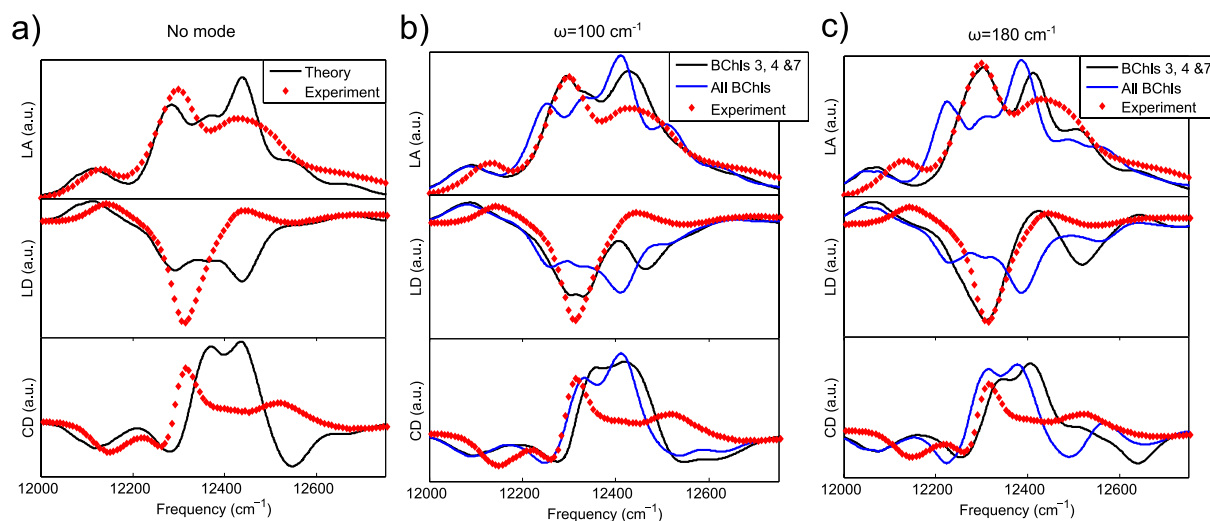 a)
No mode
Theory
Experiment
LA (a.u.)
LD (a.u.)
CD (a.u.)
12000
12200
12400
12600
Frequency (cm⁻¹)
b)
ω=100 cm⁻¹
BChls 3, 4 &7
All BChls
Experiment
LA (a.u.)
LD (a.u.)
CD (a.u.)
12000
12200
12400
12600
Frequency (cm⁻¹)
c)
ω=180 cm⁻¹
BChls 3, 4 &7
All BChls
Experiment
LA (a.u.)
LD (a.u.)
CD (a.u.)
12000
12200
12400
12600
Frequency (cm⁻¹)